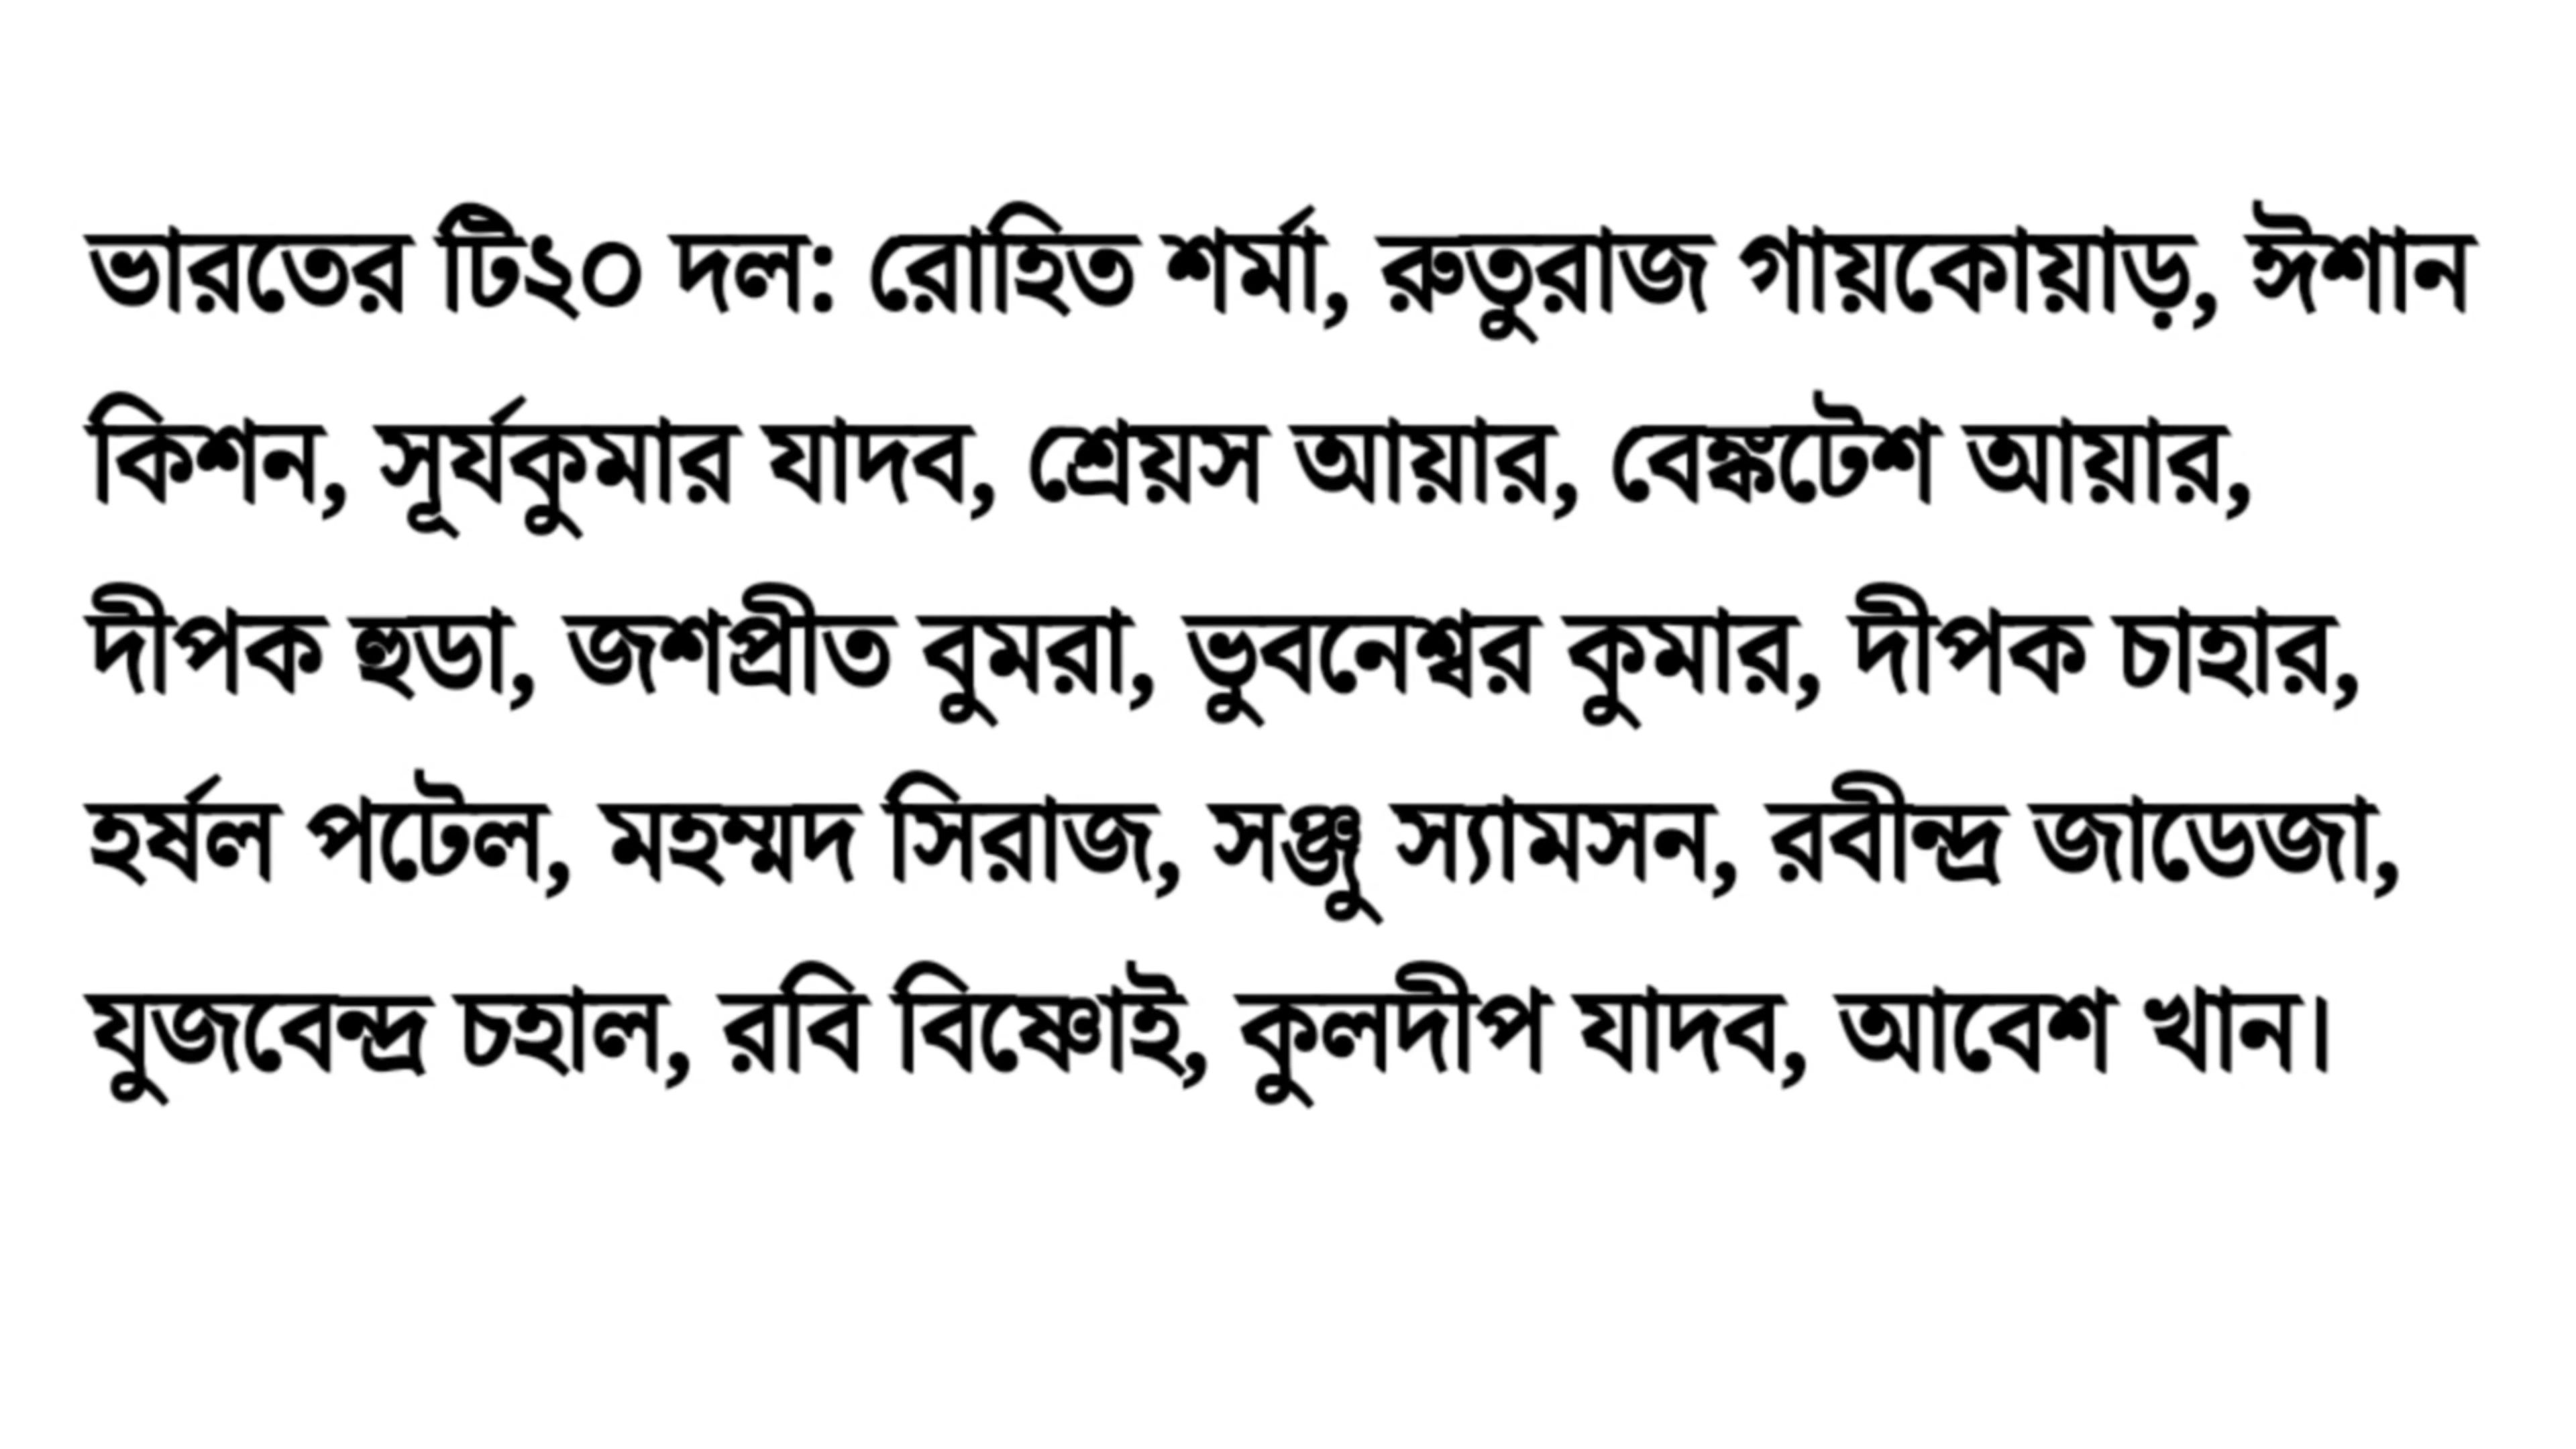 ভারতের টি২০ দল: রোহিত শর্মা, রুতুরাজ গায়কোয়াড়, ঈশান
কিশন, সূর্যকুমার যাদব, শ্রেয়স আয়ার, বেঙ্কটেশ আয়ার,
দীপক হুডা, জশপ্রীত বুমরা, ভুবনেশ্বর কুমার, দীপক চাহার,
হর্ষল পটেল, মহম্মদ সিরাজ, সঞ্জু স্যামসন, রবীন্দ্র জাডেজা,
যুজবেন্দ্র চহাল, রবি বিষ্ণোই, কুলদীপ যাদব, আবেশ খান।